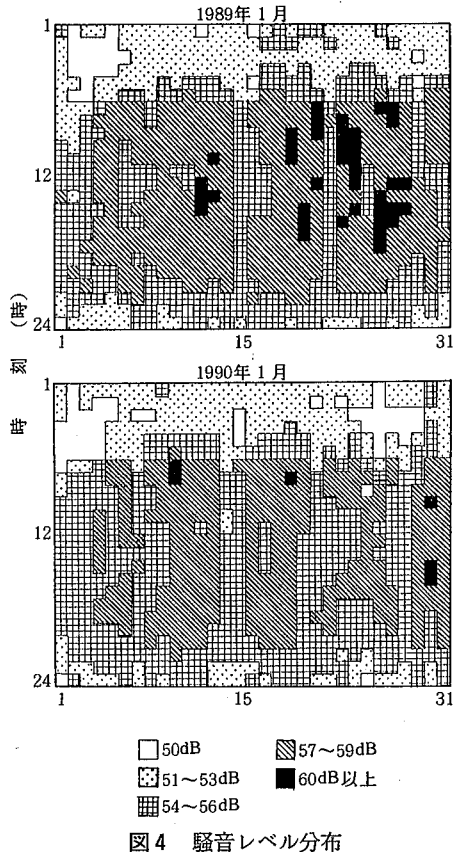 1989年1月
1
12
24
1 15 31
時刻(時)
1990年1月
1
12
24
1 15 31
50dB
51~53dB
54~56dB
57~59dB
60dB以上
図4 騒音レベル分布